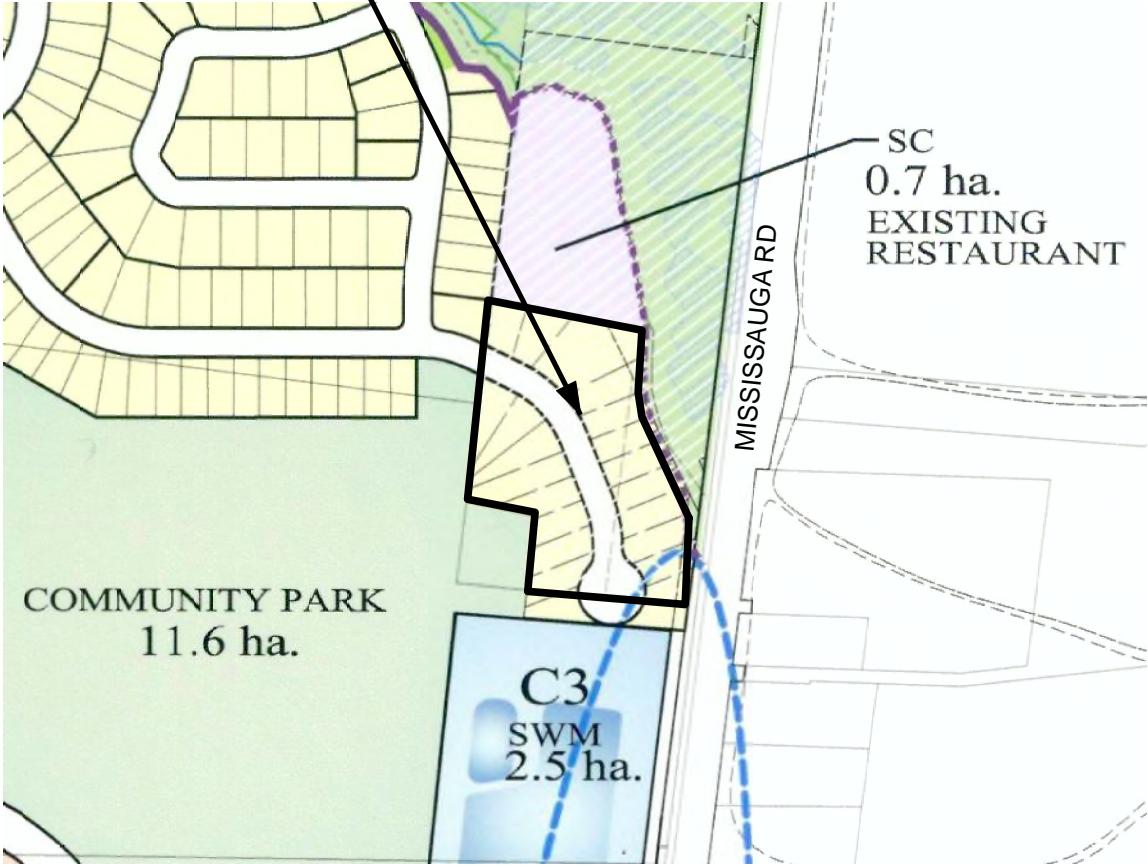 SC
0.7 ha.
EXISTING
RESTAURANT
MISSISSAUGA RD
COMMUNITY PARK
11.6 ha.
C3
SWM
2.5 ha.